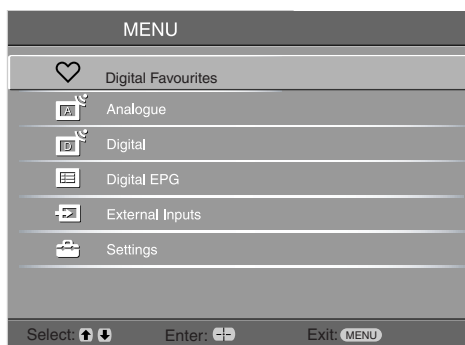 MENU
Digital Favourites
A Analogue
D Digital
Digital EPG
External Inputs
Settings
Select: Enter: Exit: MENU